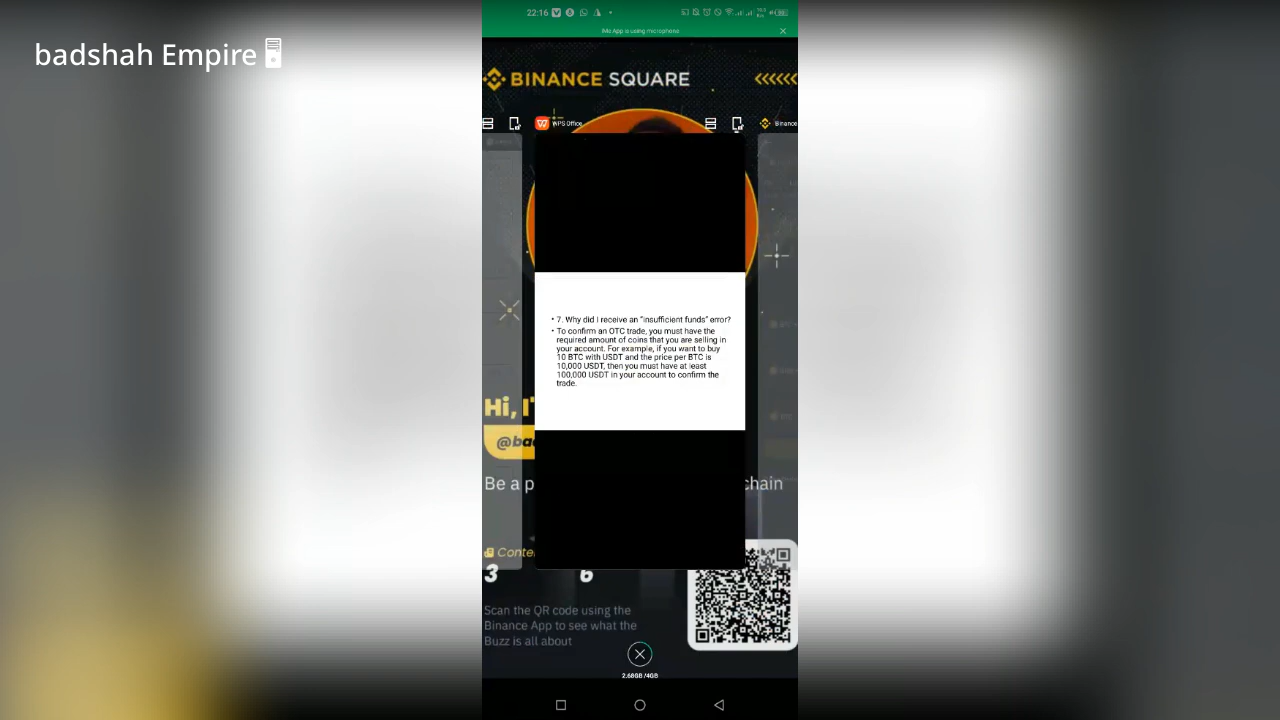 badshah Empire
22:16
iMe App is using microphone
BINANCE SQUARE
WPS Office
Binance
• 7. Why did I receive an "insufficient funds" error?
• To confirm an OTC trade, you must have the
required amount of coins that you are selling in
your account. For example, if you want to buy
10 BTC with USDT and the price per BTC is
10,000 USDT, then you must have at least
100,000 USDT in your account to confirm the
trade.
Hi, I'
@bad
Be a p
chain
Conte
3
6
Scan the QR code using the
Binance App to see what the
Buzz is all about
2.68GB /4GB